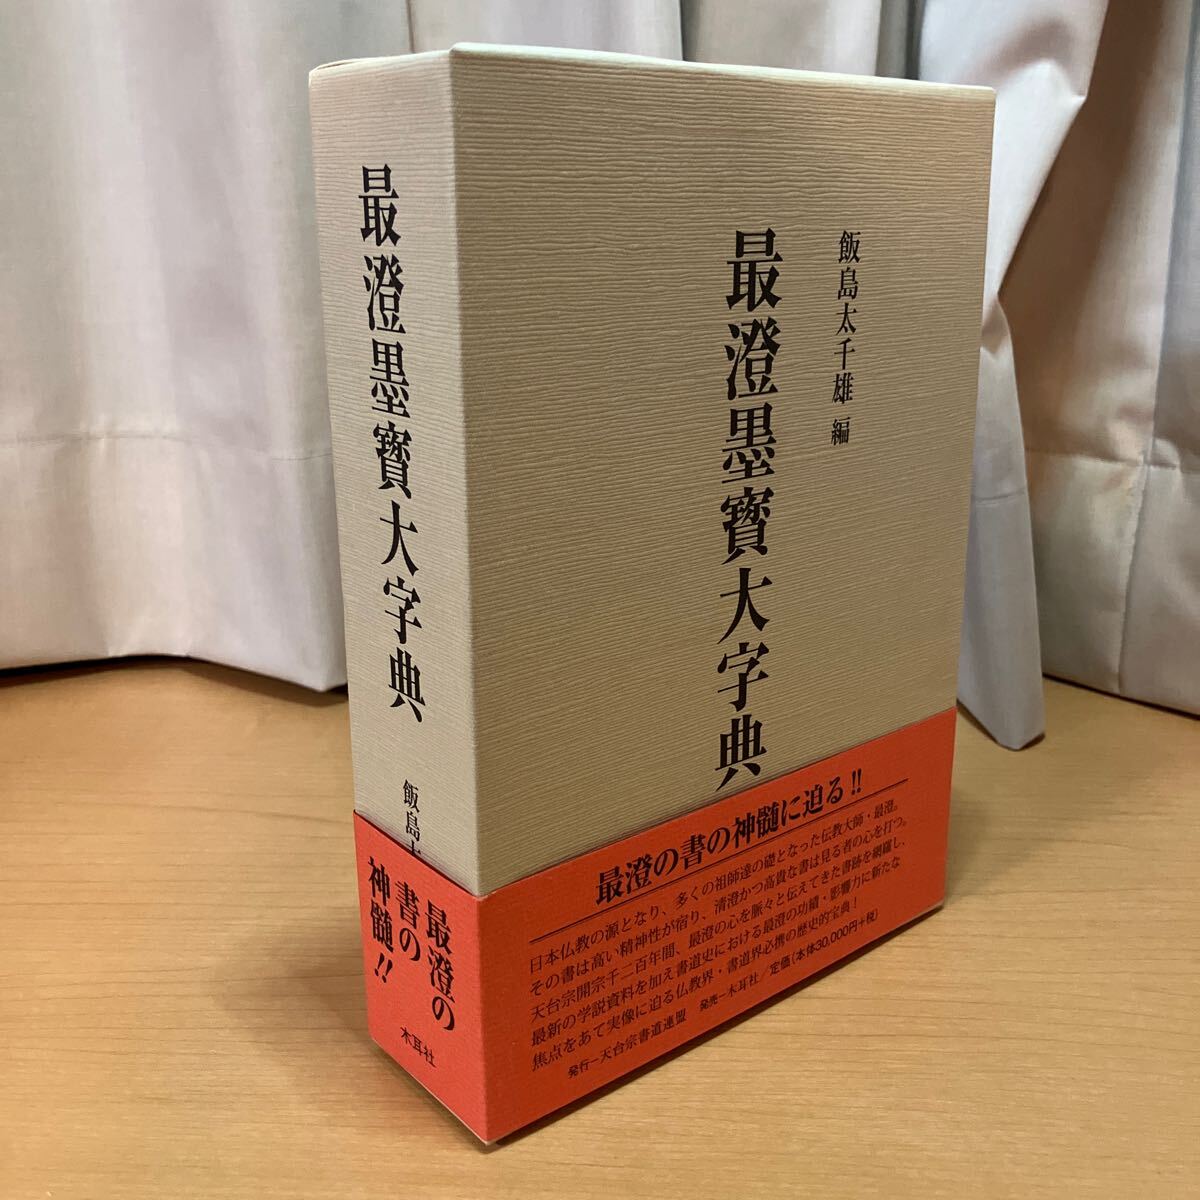 最澄墨寶大字典
飯島太
最澄の
書の
神髄!!
木耳社
飯島太千雄 編
最澄墨寶大字典
最澄の書の神髄に迫る!!
日本仏教の源となり、多くの祖師達の礎となった伝教大師・最澄。
その書は高い精神性が宿り、清澄かつ高貴な書は見る者の心を打つ。
天台宗開宗千二百年間、最澄の心を脈々と伝えてきた書跡を網羅し、
最新の学説資料を加え書道史における最澄の功績・影響力に新たな
焦点をあて実像に迫る仏教界・書道界必携の歴史的宝典!
発行－天台宗書道連盟 発売－木耳社/定価(本体30,000円+税)